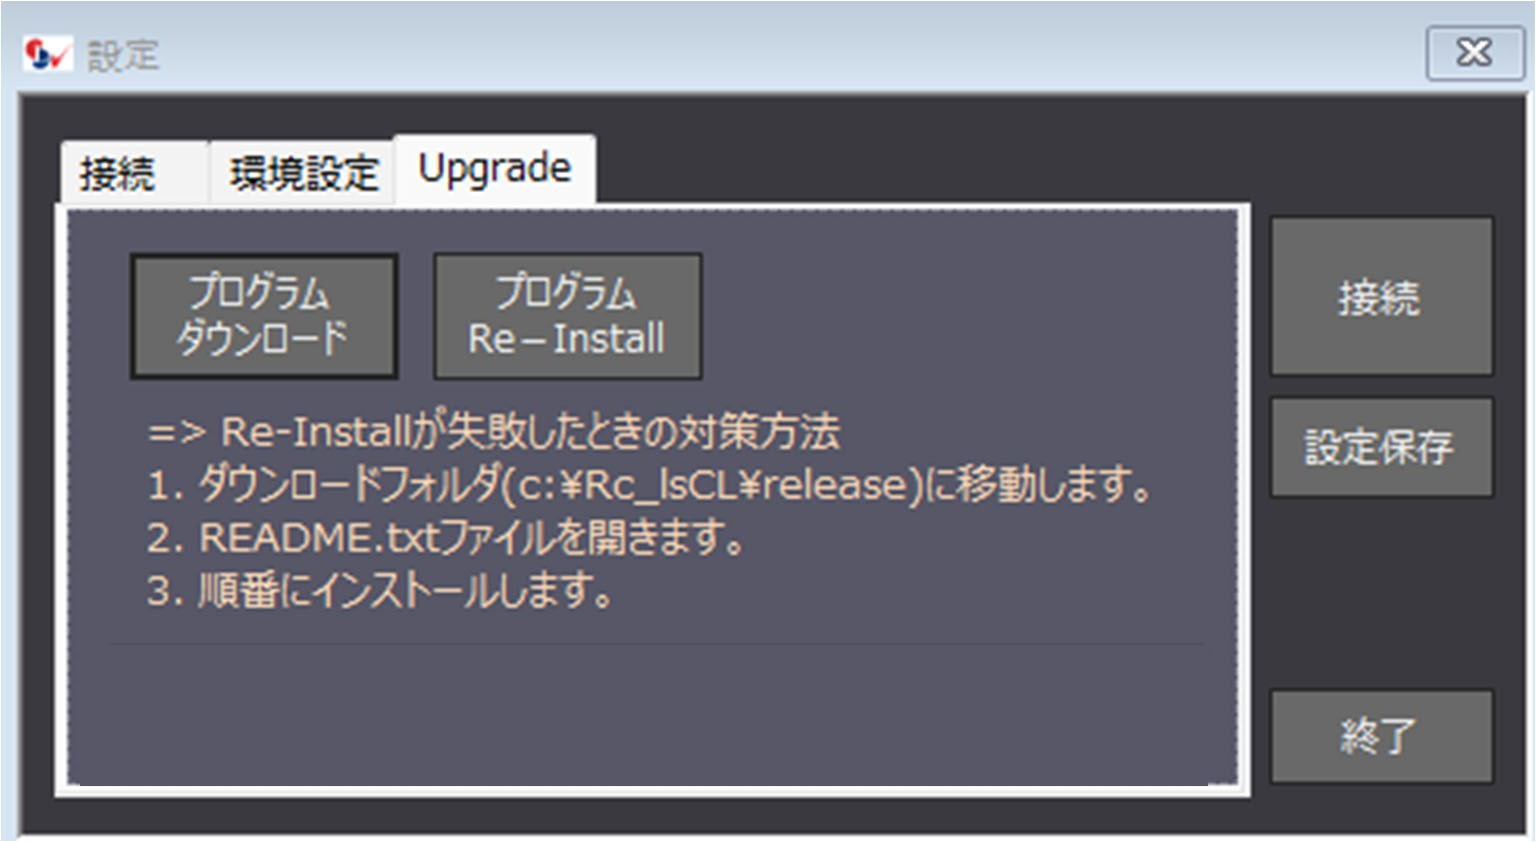 設定
接続
環境設定
Upgrade
プログラム
ダウンロード
プログラム
Re－Install
=> Re-Installが失敗したときの対策方法
1. ダウンロードフォルダ(c:¥Rc_lsCL¥release)に移動します。
2. README.txtファイルを開きます。
3. 順番にインストールします。
接続
設定保存
終了